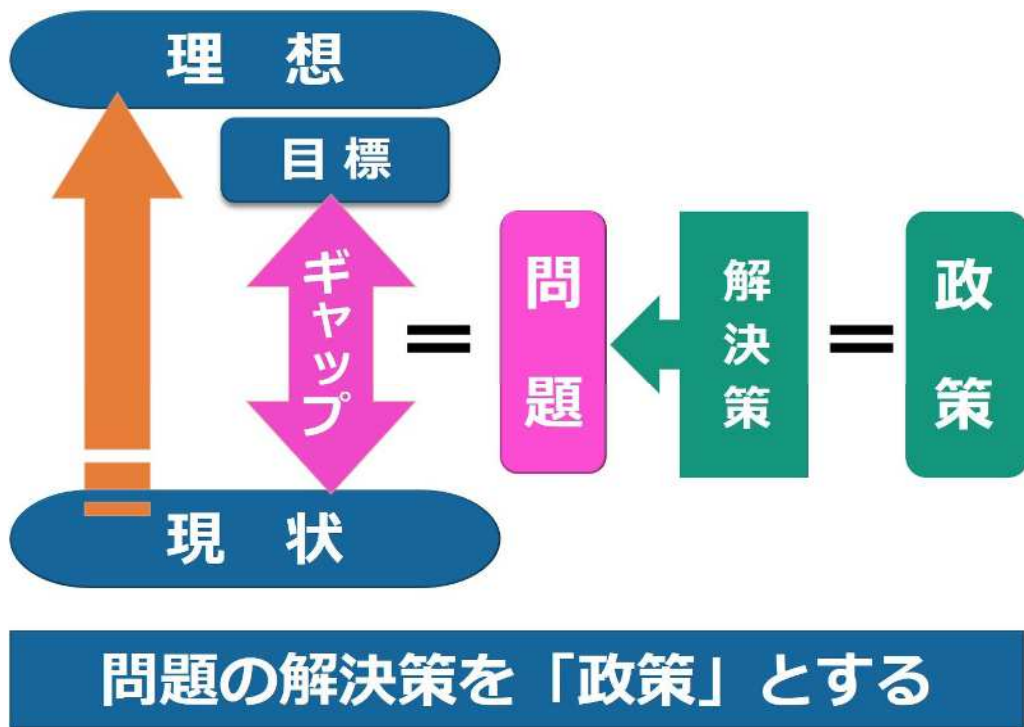 理 想
目 標
ギャップ
=
問題
解決策
=
政策
現 状
問題の解決策を「政策」とする